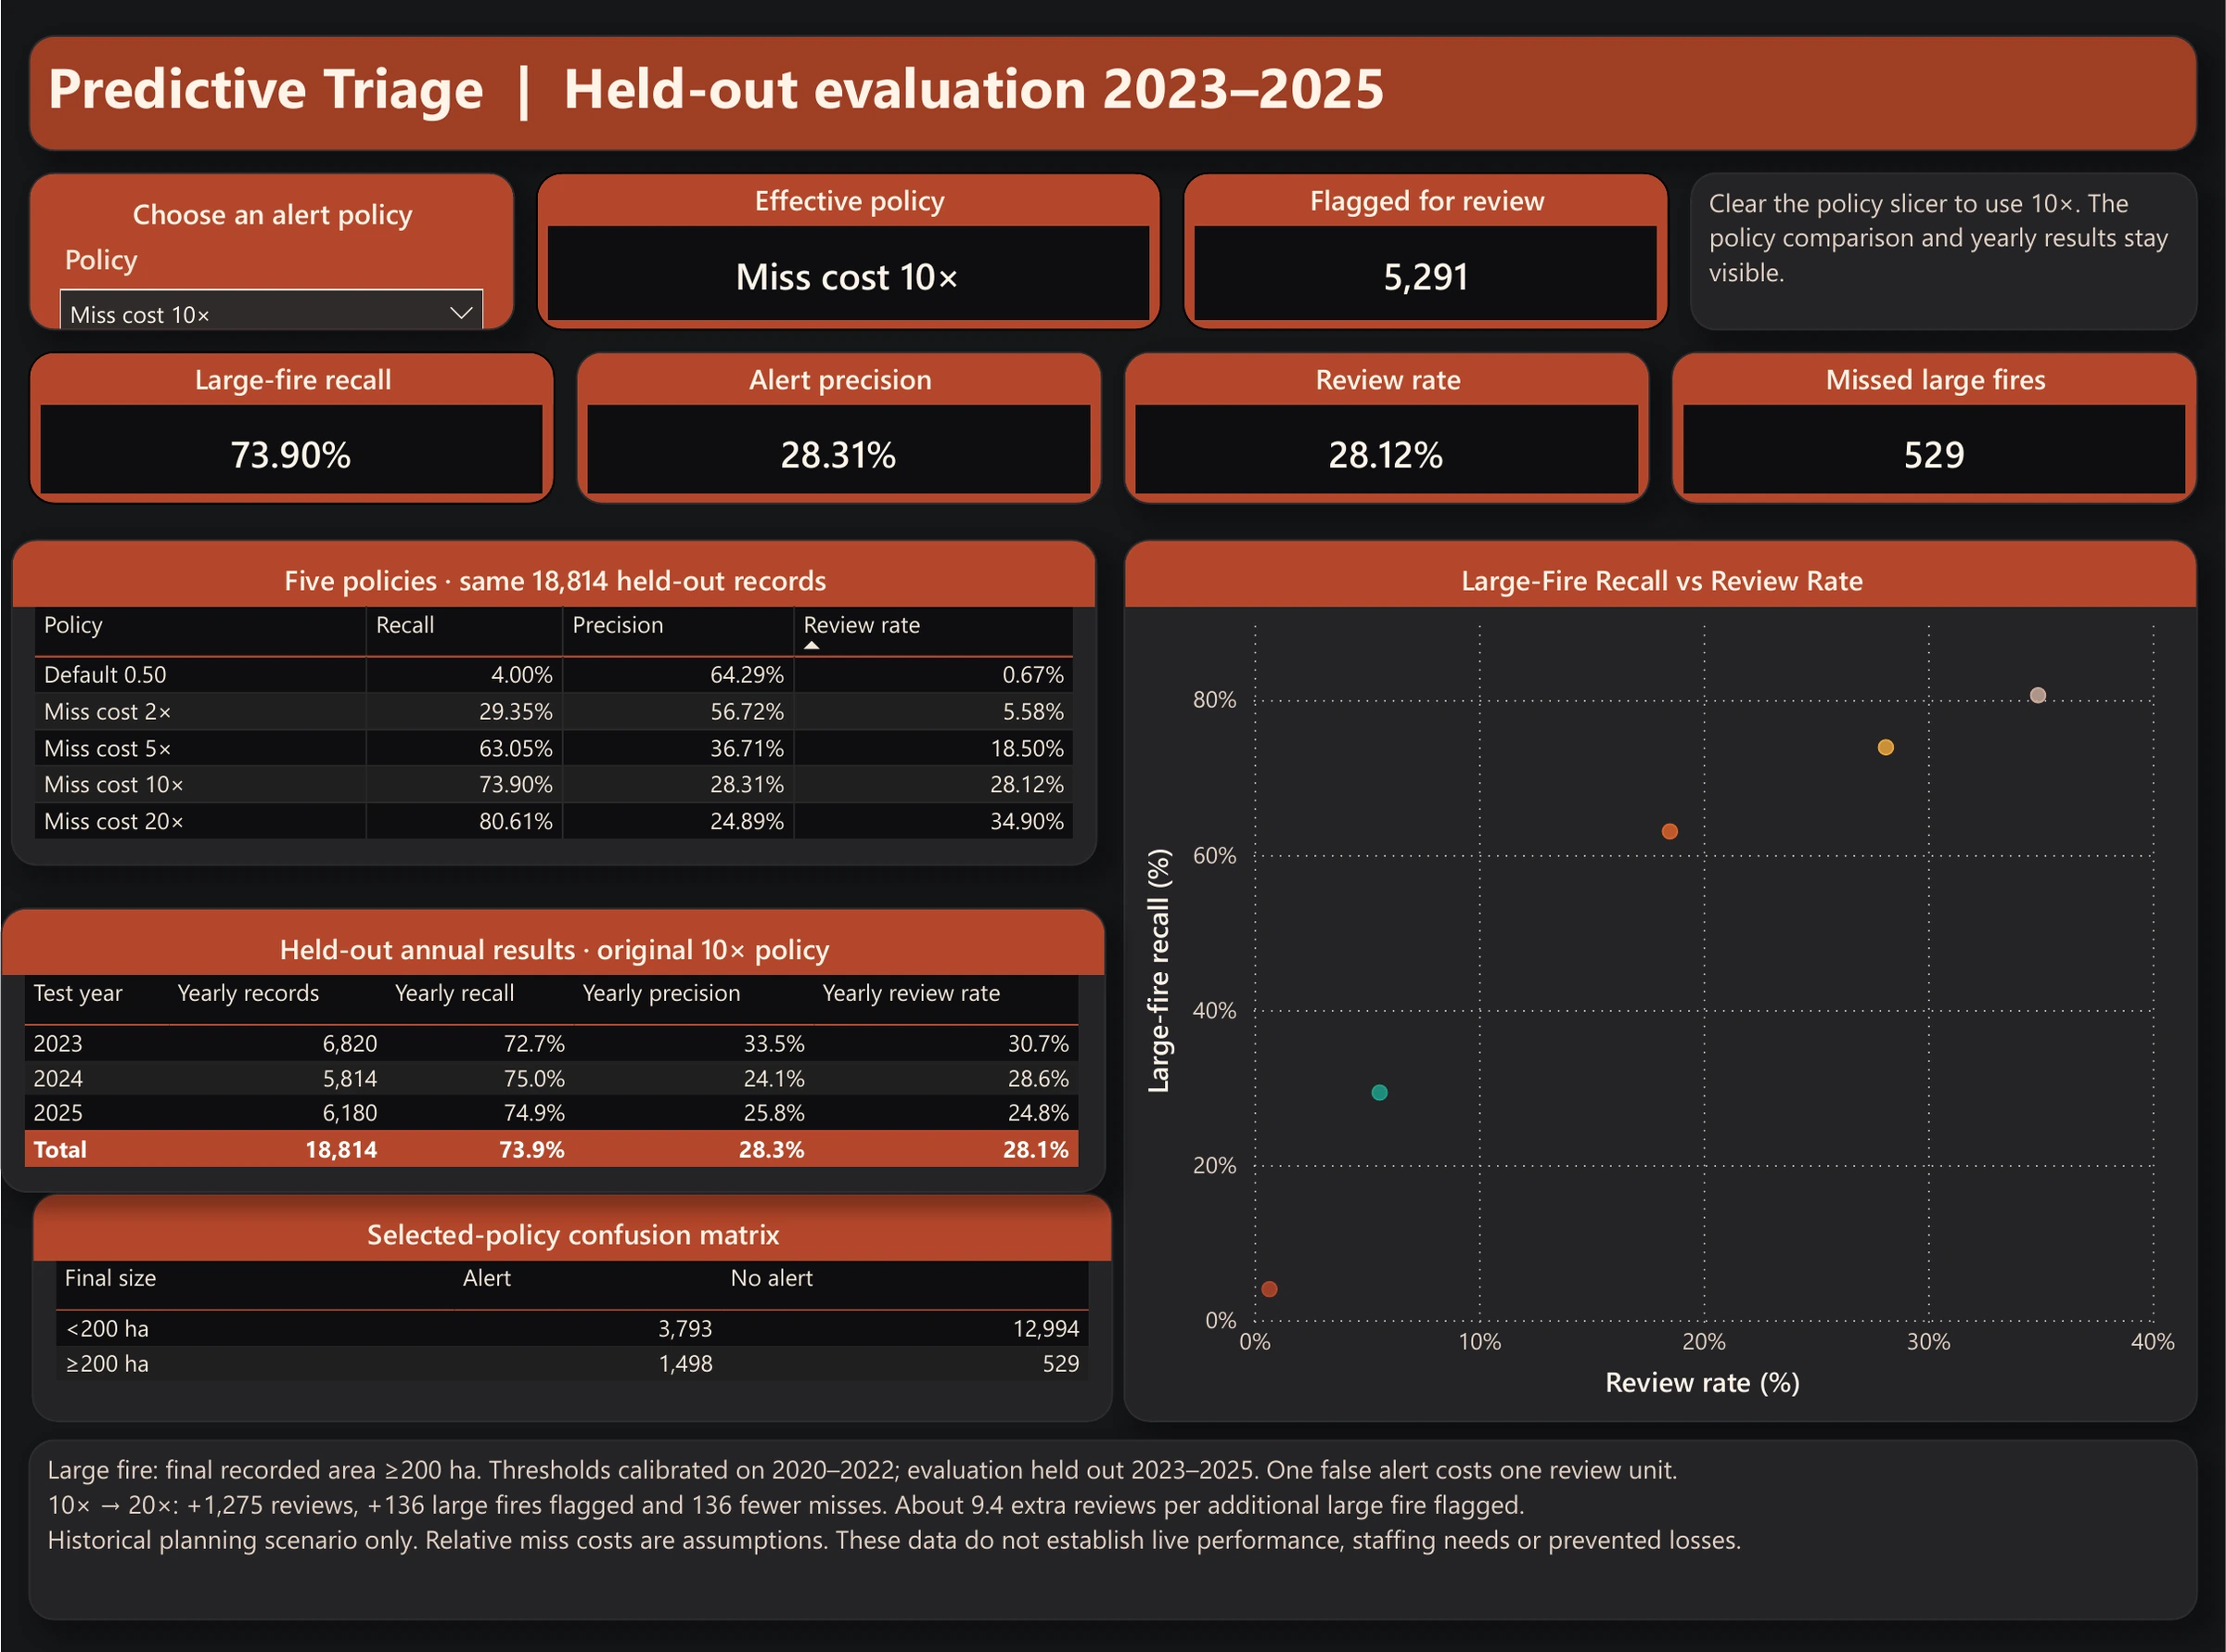 Predictive Triage | Held-out evaluation 2023–2025
Choose an alert policy
Policy
Miss cost 10×
Effective policy
Miss cost 10×
Flagged for review
5,291
Clear the policy slicer to use 10×. The
policy comparison and yearly results stay
visible.
Large-fire recall
73.90%
Alert precision
28.31%
Review rate
28.12%
Missed large fires
529
Five policies · same 18,814 held-out records
Policy Recall Precision Review rate
Default 0.50 4.00% 64.29% 0.67%
Miss cost 2× 29.35% 56.72% 5.58%
Miss cost 5× 63.05% 36.71% 18.50%
Miss cost 10× 73.90% 28.31% 28.12%
Miss cost 20× 80.61% 24.89% 34.90%
Held-out annual results · original 10× policy
Test year Yearly records Yearly recall Yearly precision Yearly review rate
2023 6,820 72.7% 33.5% 30.7%
2024 5,814 75.0% 24.1% 28.6%
2025 6,180 74.9% 25.8% 24.8%
Total 18,814 73.9% 28.3% 28.1%
Selected-policy confusion matrix
Final size Alert No alert
<200 ha 3,793 12,994
≥200 ha 1,498 529
Large-Fire Recall vs Review Rate
Large-fire recall (%)
80%
60%
40%
20%
0%
0% 10% 20% 30% 40%
Review rate (%)
Large fire: final recorded area ≥200 ha. Thresholds calibrated on 2020–2022; evaluation held out 2023–2025. One false alert costs one review unit.
10× → 20×: +1,275 reviews, +136 large fires flagged and 136 fewer misses. About 9.4 extra reviews per additional large fire flagged.
Historical planning scenario only. Relative miss costs are assumptions. These data do not establish live performance, staffing needs or prevented losses.